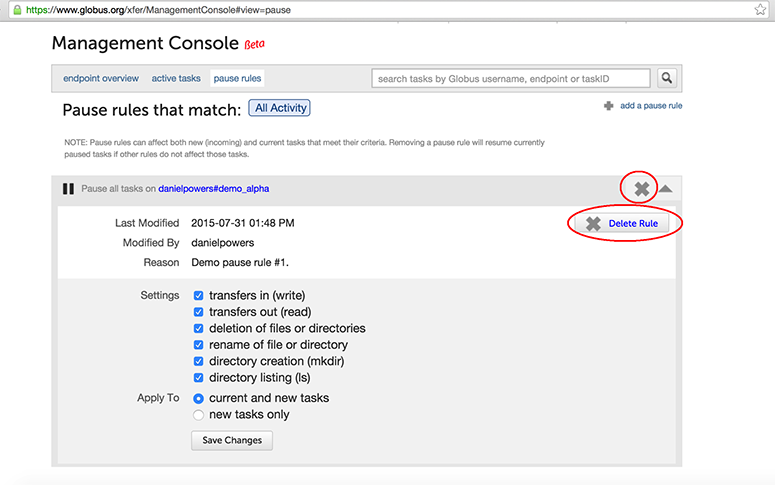 https://www.globus.org/xfer/ManagementConsole#view=pause
Management Console Beta
endpoint overview active tasks pause rules search tasks by Globus username, endpoint or taskID
Pause rules that match: All Activity
add a pause rule
NOTE: Pause rules can affect both new (incoming) and current tasks that meet their criteria. Removing a pause rule will resume currently
paused tasks if other rules do not affect those tasks.
Pause all tasks on danielpowers#demo_alpha
Last Modified 2015-07-31 01:48 PM
Delete Rule
Modified By danielpowers
Reason Demo pause rule #1.
Settings transfers in (write)
transfers out (read)
deletion of files or directories
rename of file or directory
directory creation (mkdir)
directory listing (ls)
Apply To current and new tasks
new tasks only
Save Changes